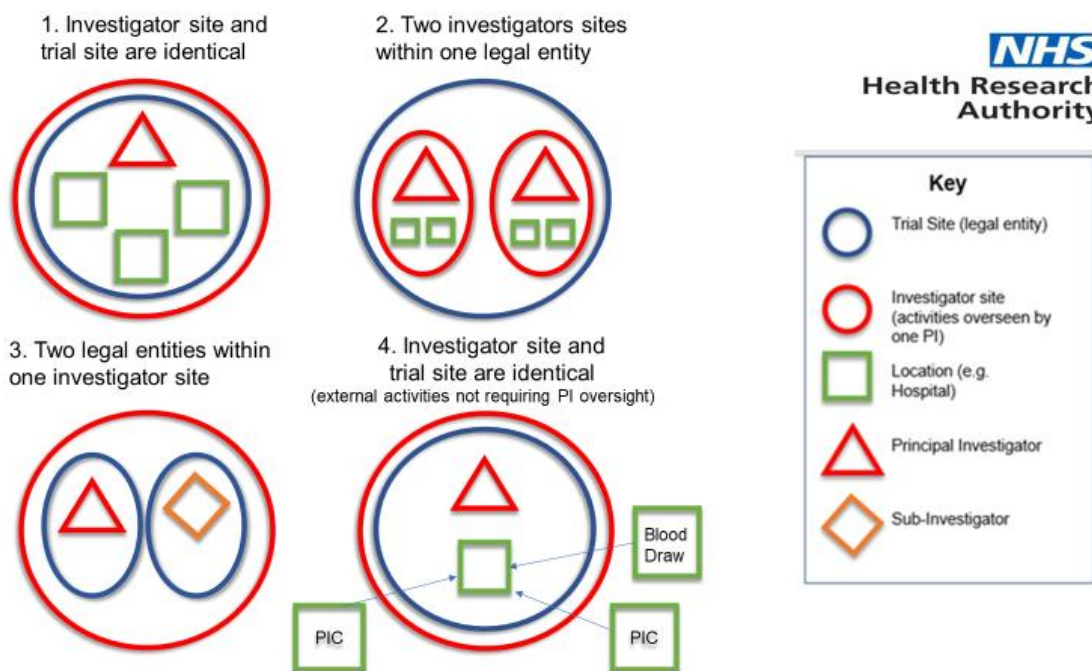 1. Investigator site and
trial site are identical
2. Two investigators sites
within one legal entity
NHS
Health Research
Authority
3. Two legal entities within
one investigator site
4. Investigator site and
trial site are identical
(external activities not requiring PI oversight)
Blood
Draw
PIC
PIC
Key
Trial Site (legal entity)
Investigator site
(activities overseen by
one PI)
Location (e.g.
Hospital)
Principal Investigator
Sub-Investigator